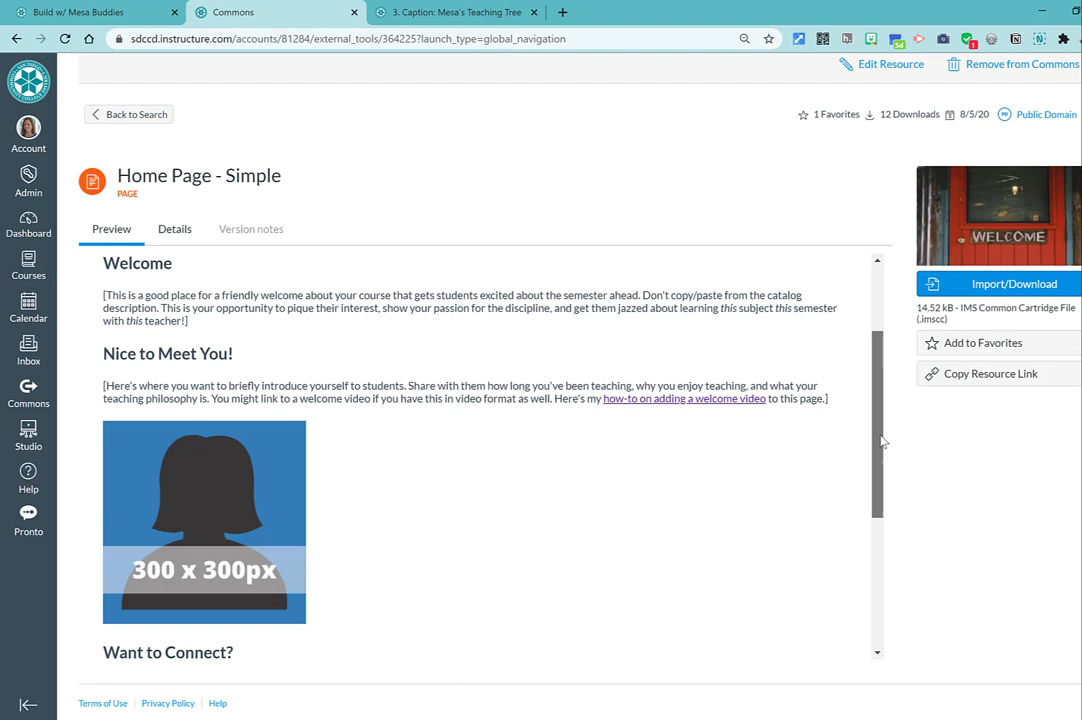 Build w/ Mesa Buddies
Commons
3. Caption: Mesa's Teaching Tree
sdccd.instructure.com/accounts/81284/external_tools/364225?launch_type=global_navigation
5d
1
Edit Resource
Remove from Commons
Back to Search
1 Favorites
12 Downloads
8/5/20
PD
Public Domain
Account
Admin
Dashboard
Courses
Calendar
Inbox
Commons
Studio
Help
Pronto
Home Page - Simple
PAGE
Preview
Details
Version notes
WELCOME
Import/Download
14.52 kB - IMS Common Cartridge File
(.imscc)
Add to Favorites
Copy Resource Link
Welcome
[This is a good place for a friendly welcome about your course that gets students excited about the semester ahead. Don't copy/paste from the catalog
description. This is your opportunity to pique their interest, show your passion for the discipline, and get them jazzed about learning this subject this semester
with this teacher!]
Nice to Meet You!
[Here's where you want to briefly introduce yourself to students. Share with them how long you've been teaching, why you enjoy teaching, and what your
teaching philosophy is. You might link to a welcome video if you have this in video format as well. Here's my how-to on adding a welcome video to this page.]
300 x 300px
Want to Connect?
Terms of Use
Privacy Policy
Help